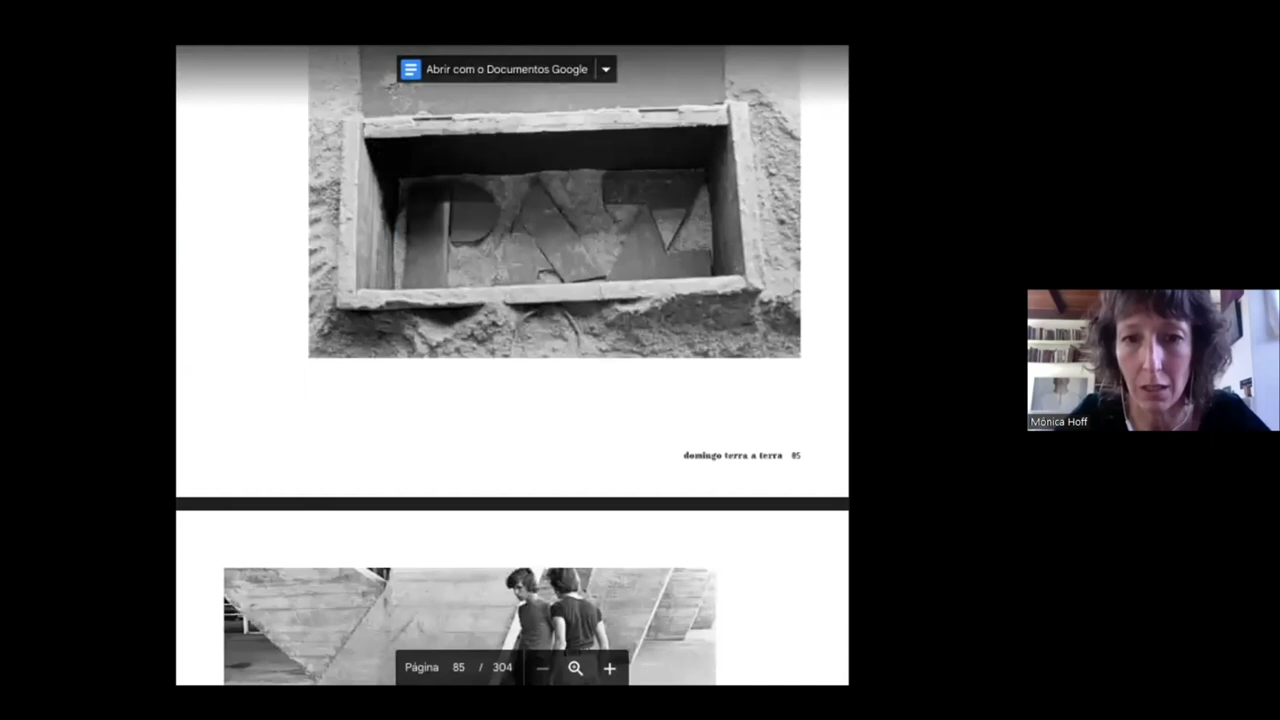 Abrir com o Documentos Google
PAZ
domingo terra a terra 85
Página 85 / 304
Mônica Hoff